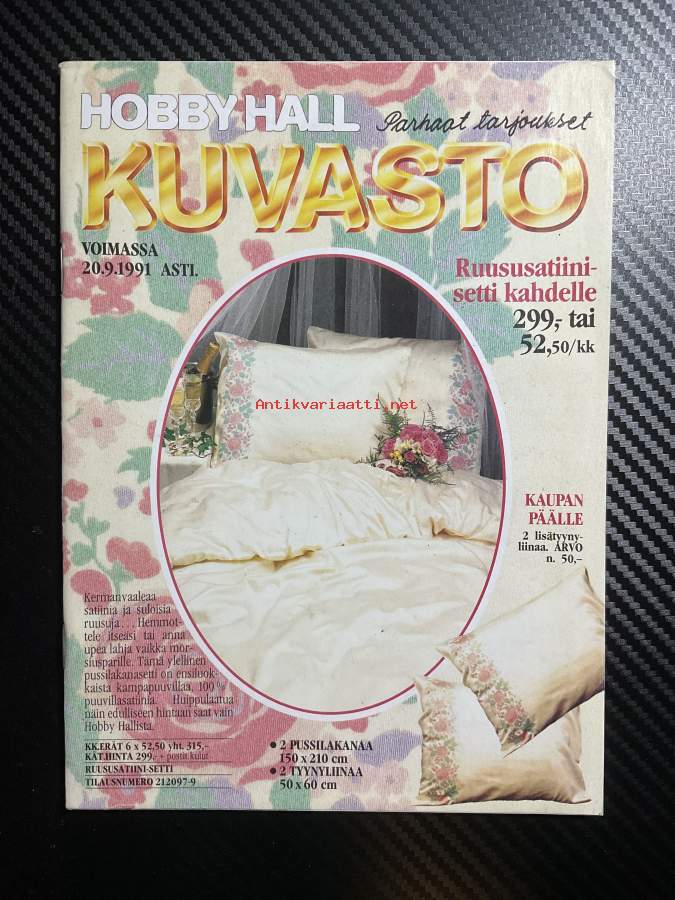 HOBBY HALL Parhaat tarjoukset
KUVASTO
VOIMASSA
20.9.1991 ASTI.
Ruususatiini-
setti kahdelle
299,- tai
52,50/kk
Antikvariaatti.net
KAUPAN
PÄÄLLE
2 lisätyyny-
liinaa. ARVO
n. 50,–
Kermanvaaleaa
satiinia ja suloisia
ruusuja... Hemmot-
tele itseäsi tai anna
upea lahja vaikka mor-
siusparille. Tämä ylellinen
pussilakanasetti on ensiluok-
kaista kampapuuvillaa, 100%
puuvillasatiinia. Huippulaatua
näin edulliseen hintaan saat vain
Hobby Hallista.
KK.ERÄT 6 x 52,50 yht. 315,-
KÄT.HINTA 299,- + postit.kulut
RUUSUSATIINI-SETTI
TILAUSNUMERO 212097-9
• 2 PUSSILAKANAA
150 x 210 cm
• 2 TYYNYLIINAA
50 x 60 cm